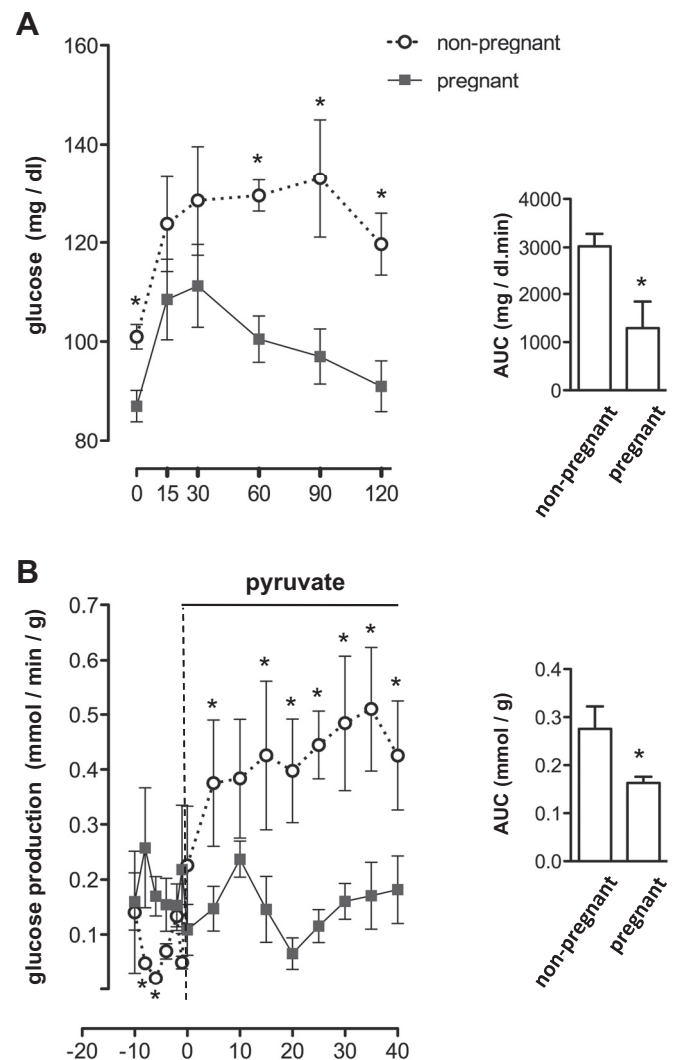 A
non-pregnant
pregnant
glucose (mg / dl)
160
140
120
100
80
0 15 30 60 90 120
* * * *
AUC (mg / dl.min)
4000
3000
2000
1000
0
*
non-pregnant pregnant
B
pyruvate
glucose production (mmol / min / g)
0.7
0.6
0.5
0.4
0.3
0.2
0.1
* * * * * * *
* *
-20 -10 0 10 20 30 40
AUC (mmol / g)
0.4
0.3
0.2
0.1
0.0
*
non-pregnant pregnant